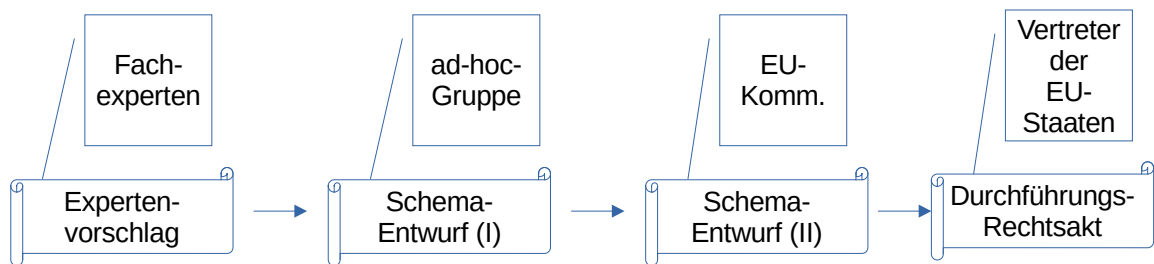 Fach-
experten
ad-hoc-
Gruppe
EU-
Komm.
Vertreter
der
EU-
Staaten
Experten-
vorschlag
Schema-
Entwurf (I)
Schema-
Entwurf (II)
Durchführungs-
Rechtsakt